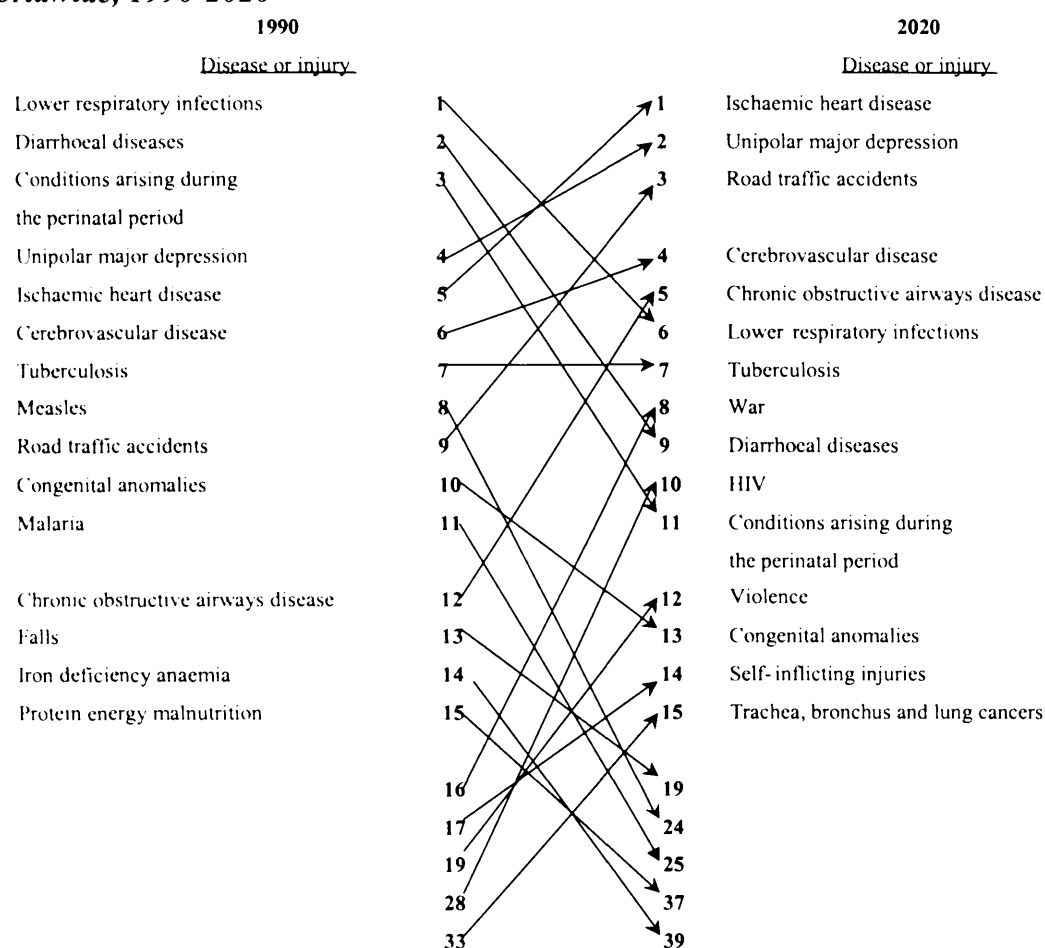 1990-2020
1990 2020
Disease or injury Disease or injury
Lower respiratory infections 1 1 Ischaemic heart disease
Diarrhoeal diseases 2 2 Unipolar major depression
Conditions arising during 3 3 Road traffic accidents
the perinatal period
Unipolar major depression 4 4 Cerebrovascular disease
Ischaemic heart disease 5 5 Chronic obstructive airways disease
Cerebrovascular disease 6 6 Lower respiratory infections
Tuberculosis 7 7 Tuberculosis
Measles 8 8 War
Road traffic accidents 9 9 Diarrhoeal diseases
Congenital anomalies 10 10 HIV
Malaria 11 11 Conditions arising during
the perinatal period
Chronic obstructive airways disease 12 12 Violence
Falls 13 13 Congenital anomalies
Iron deficiency anaemia 14 14 Self-inflicting injuries
Protein energy malnutrition 15 15 Trachea, bronchus and lung cancers
16 19
17 24
19 25
28 37
33 39